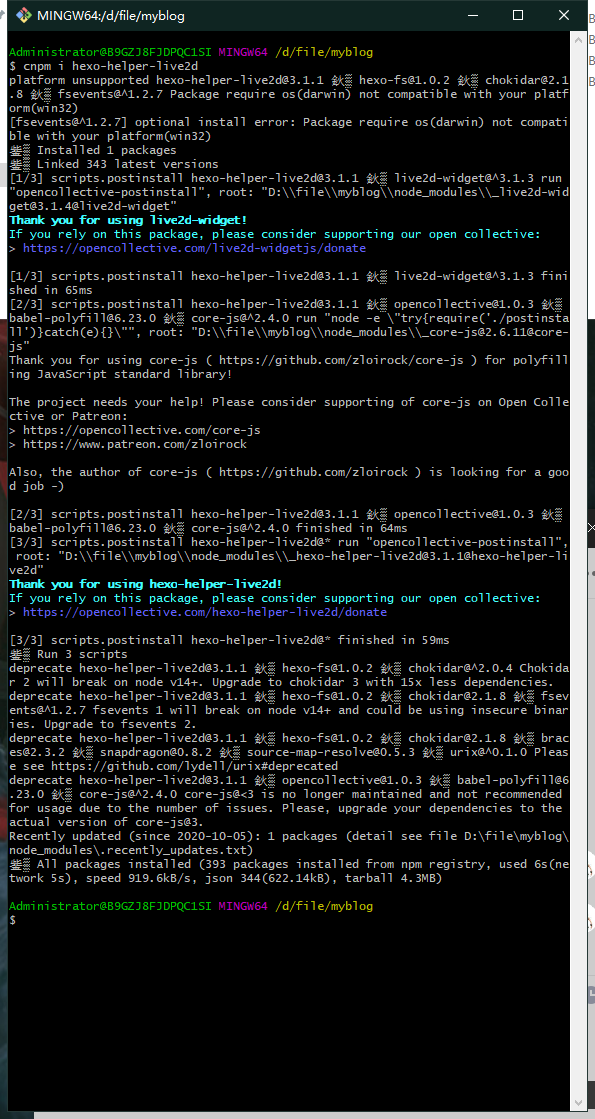 MINGW64:/d/file/myblog
Administrator@B9GZJ8FJDPQC1SI MINGW64 /d/file/myblog
$ cnpm i hexo-helper-live2d
platform unsupported hexo-helper-live2d@3.1.1 鈥▒ hexo-fs@1.0.2 鈥▒ chokidar@2.1
.8 鈥▒ fsevents@^1.2.7 Package require os(darwin) not compatible with your platf
orm(win32)
[fsevents@^1.2.7] optional install error: Package require os(darwin) not compati
ble with your platform(win32)
鈭▒ Installed 1 packages
鈭▒ Linked 343 latest versions
[1/3] scripts.postinstall hexo-helper-live2d@3.1.1 鈥▒ live2d-widget@^3.1.3 run
"opencollective-postinstall", root: "D:\\file\\myblog\\node_modules\\_live2d-wid
get@3.1.4@live2d-widget"
Thank you for using live2d-widget!
If you rely on this package, please consider supporting our open collective:
> https://opencollective.com/live2d-widgetjs/donate
[1/3] scripts.postinstall hexo-helper-live2d@3.1.1 鈥▒ live2d-widget@^3.1.3 fini
shed in 65ms
[2/3] scripts.postinstall hexo-helper-live2d@3.1.1 鈥▒ opencollective@1.0.3 鈥▒
babel-polyfill@6.23.0 鈥▒ core-js@^2.4.0 run "node -e \"try{require('./postinsta
ll')}catch(e){}\"", root: "D:\\file\\myblog\\node_modules\\_core-js@2.6.11@core-
js"
Thank you for using core-js ( https://github.com/zloirock/core-js ) for polyfill
ing JavaScript standard library!
The project needs your help! Please consider supporting of core-js on Open Colle
ctive or Patreon:
> https://opencollective.com/core-js
> https://www.patreon.com/zloirock
Also, the author of core-js ( https://github.com/zloirock ) is looking for a goo
d job -)
[2/3] scripts.postinstall hexo-helper-live2d@3.1.1 鈥▒ opencollective@1.0.3 鈥▒
babel-polyfill@6.23.0 鈥▒ core-js@^2.4.0 finished in 64ms
[3/3] scripts.postinstall hexo-helper-live2d@* run "opencollective-postinstall",
root: "D:\\file\\myblog\\node_modules\\_hexo-helper-live2d@3.1.1@hexo-helper-li
ve2d"
Thank you for using hexo-helper-live2d!
If you rely on this package, please consider supporting our open collective:
> https://opencollective.com/hexo-helper-live2d/donate
[3/3] scripts.postinstall hexo-helper-live2d@* finished in 59ms
鈭▒ Run 3 scripts
deprecate hexo-helper-live2d@3.1.1 鈥▒ hexo-fs@1.0.2 鈥▒ chokidar@^2.0.4 Chokida
r 2 will break on node v14+. Upgrade to chokidar 3 with 15x less dependencies.
deprecate hexo-helper-live2d@3.1.1 鈥▒ hexo-fs@1.0.2 鈥▒ chokidar@2.1.8 鈥▒ fsev
ents@^1.2.7 fsevents 1 will break on node v14+ and could be using insecure binar
ies. Upgrade to fsevents 2.
deprecate hexo-helper-live2d@3.1.1 鈥▒ hexo-fs@1.0.2 鈥▒ chokidar@2.1.8 鈥▒ brac
es@2.3.2 鈥▒ snapdragon@0.8.2 鈥▒ source-map-resolve@0.5.3 鈥▒ urix@^0.1.0 Pleas
e see https://github.com/lydell/urix#deprecated
deprecate hexo-helper-live2d@3.1.1 鈥▒ opencollective@1.0.3 鈥▒ babel-polyfill@6
.23.0 鈥▒ core-js@^2.4.0 core-js@<3 is no longer maintained and not recommended
for usage due to the number of issues. Please, upgrade your dependencies to the
actual version of core-js@3.
Recently updated (since 2020-10-05): 1 packages (detail see file D:\file\myblog\
node_modules\.recently_updates.txt)
鈭▒ All packages installed (393 packages installed from npm registry, used 6s(ne
twork 5s), speed 919.6kB/s, json 344(622.14kB), tarball 4.3MB)
Administrator@B9GZJ8FJDPQC1SI MINGW64 /d/file/myblog
$